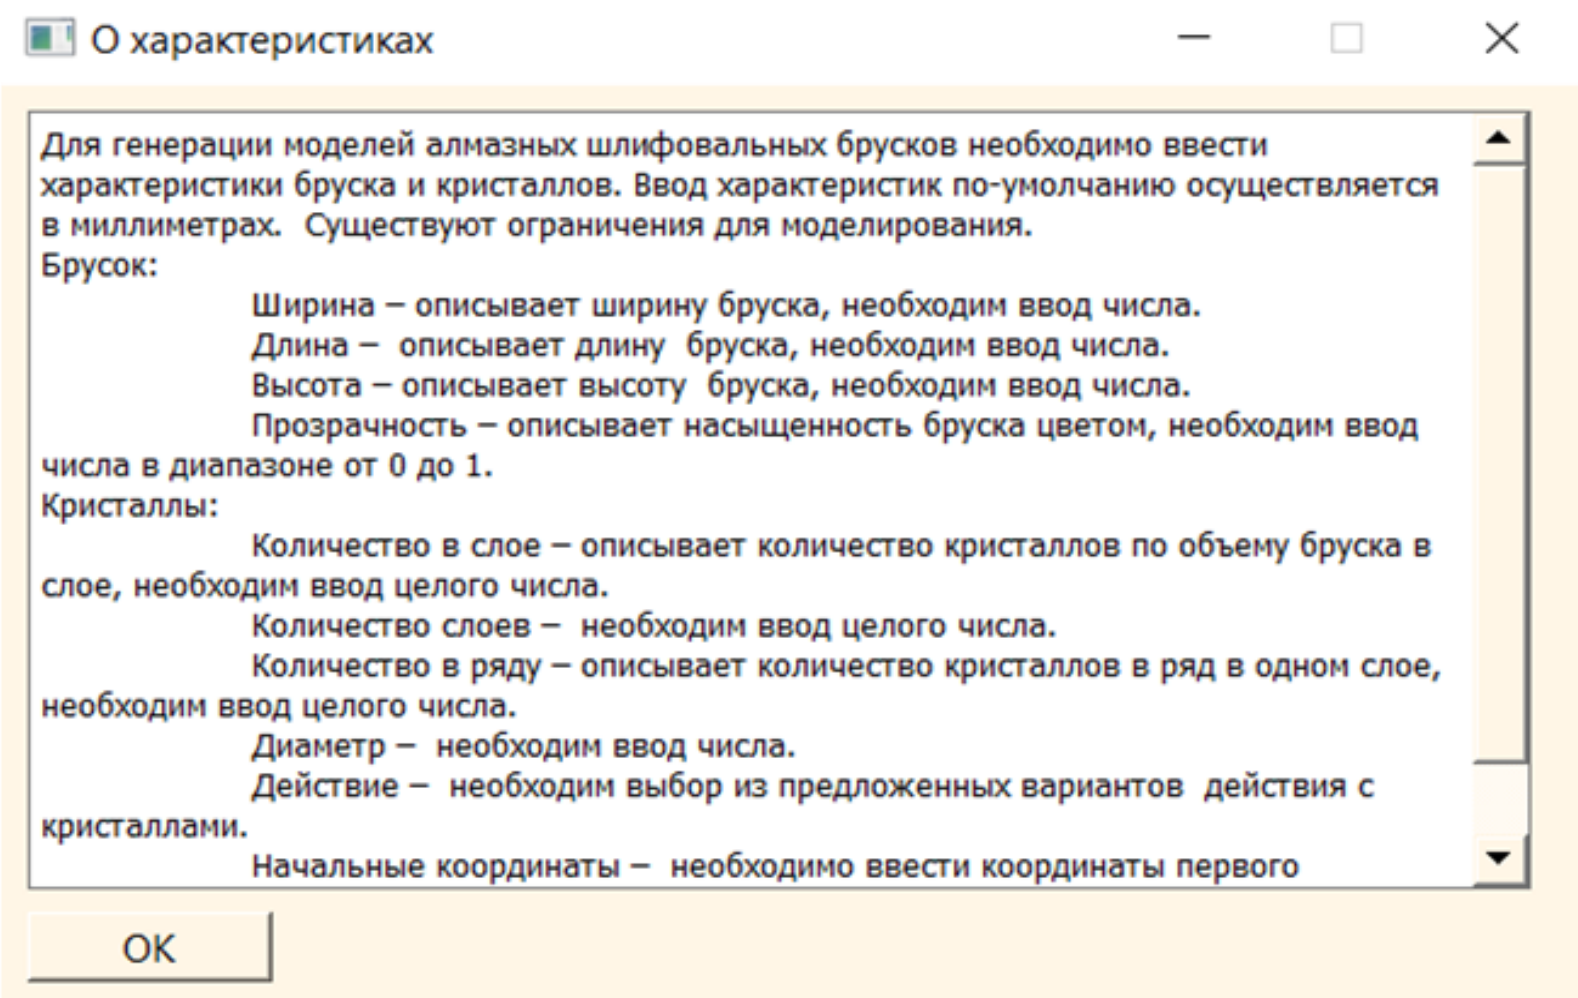 О характеристиках
Для генерации моделей алмазных шлифовальных брусков необходимо ввести
характеристики бруска и кристаллов. Ввод характеристик по-умолчанию осуществляется
в миллиметрах.  Существуют ограничения для моделирования.
Брусок:
Ширина – описывает ширину бруска, необходим ввод числа.
Длина –  описывает длину  бруска, необходим ввод числа.
Высота – описывает высоту  бруска, необходим ввод числа.
Прозрачность – описывает насыщенность бруска цветом, необходим ввод
числа в диапазоне от 0 до 1.
Кристаллы:
Количество в слое – описывает количество кристаллов по объему бруска в
слое, необходим ввод целого числа.
Количество слоев –  необходим ввод целого числа.
Количество в ряду – описывает количество кристаллов в ряд в одном слое,
необходим ввод целого числа.
Диаметр –  необходим ввод числа.
Действие –  необходим выбор из предложенных вариантов  действия с
кристаллами.
Начальные координаты –  необходимо ввести координаты первого
ОК